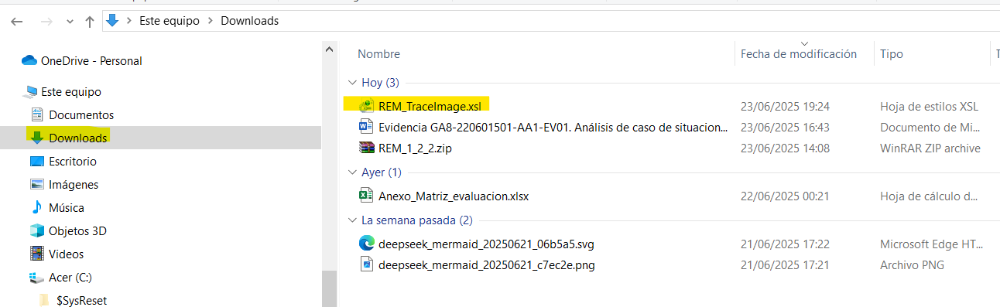 Este equipo > Downloads
OneDrive - Personal
Este equipo
Documentos
Downloads
Escritorio
Imágenes
Música
Objetos 3D
Videos
Acer (C:)
$SysReset
Nombre Fecha de modificación Tipo
Hoy (3)
REM_TraceImage.xsl 23/06/2025 19:24 Hoja de estilos XSL
Evidencia GA8-220601501-AA1-EV01. Análisis de caso de situacion... 23/06/2025 16:43 Documento de Mi...
REM_1_2_2.zip 23/06/2025 14:08 WinRAR ZIP archive
Ayer (1)
Anexo_Matriz_evaluacion.xlsx 22/06/2025 00:21 Hoja de cálculo d...
La semana pasada (2)
deepseek_mermaid_20250621_06b5a5.svg 21/06/2025 17:22 Microsoft Edge HT...
deepseek_mermaid_20250621_c7ec2e.png 21/06/2025 17:21 Archivo PNG